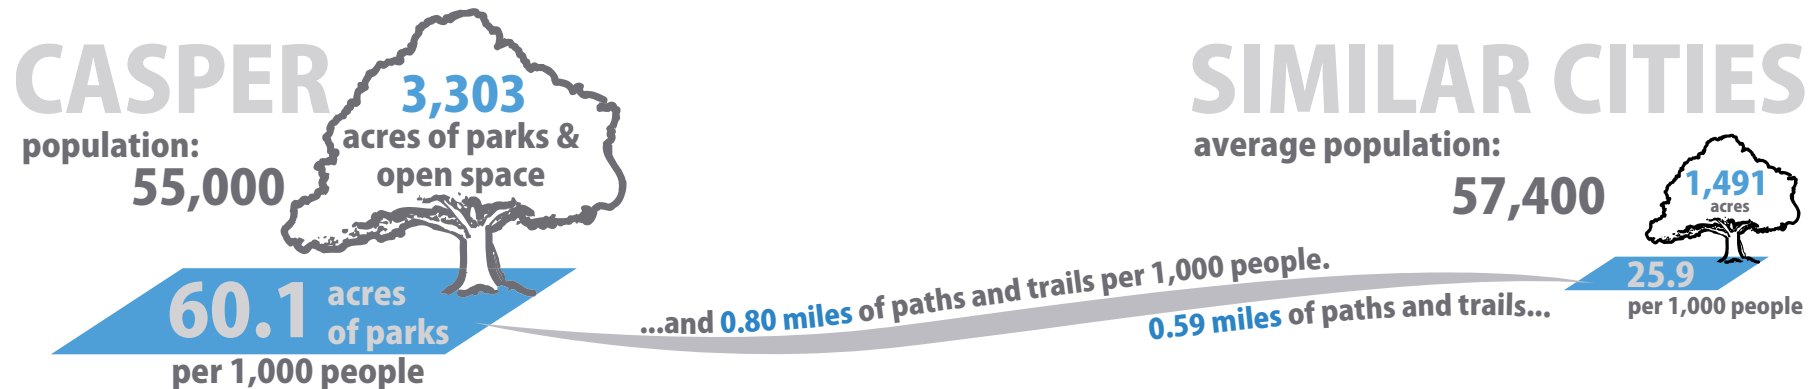 CASPER
population:
55,000
3,303
acres of parks &
open space
60.1 acres
of parks
per 1,000 people
...and 0.80 miles of paths and trails per 1,000 people.
SIMILAR CITIES
average population:
57,400
1,491
acres
25.9
per 1,000 people
0.59 miles of paths and trails...